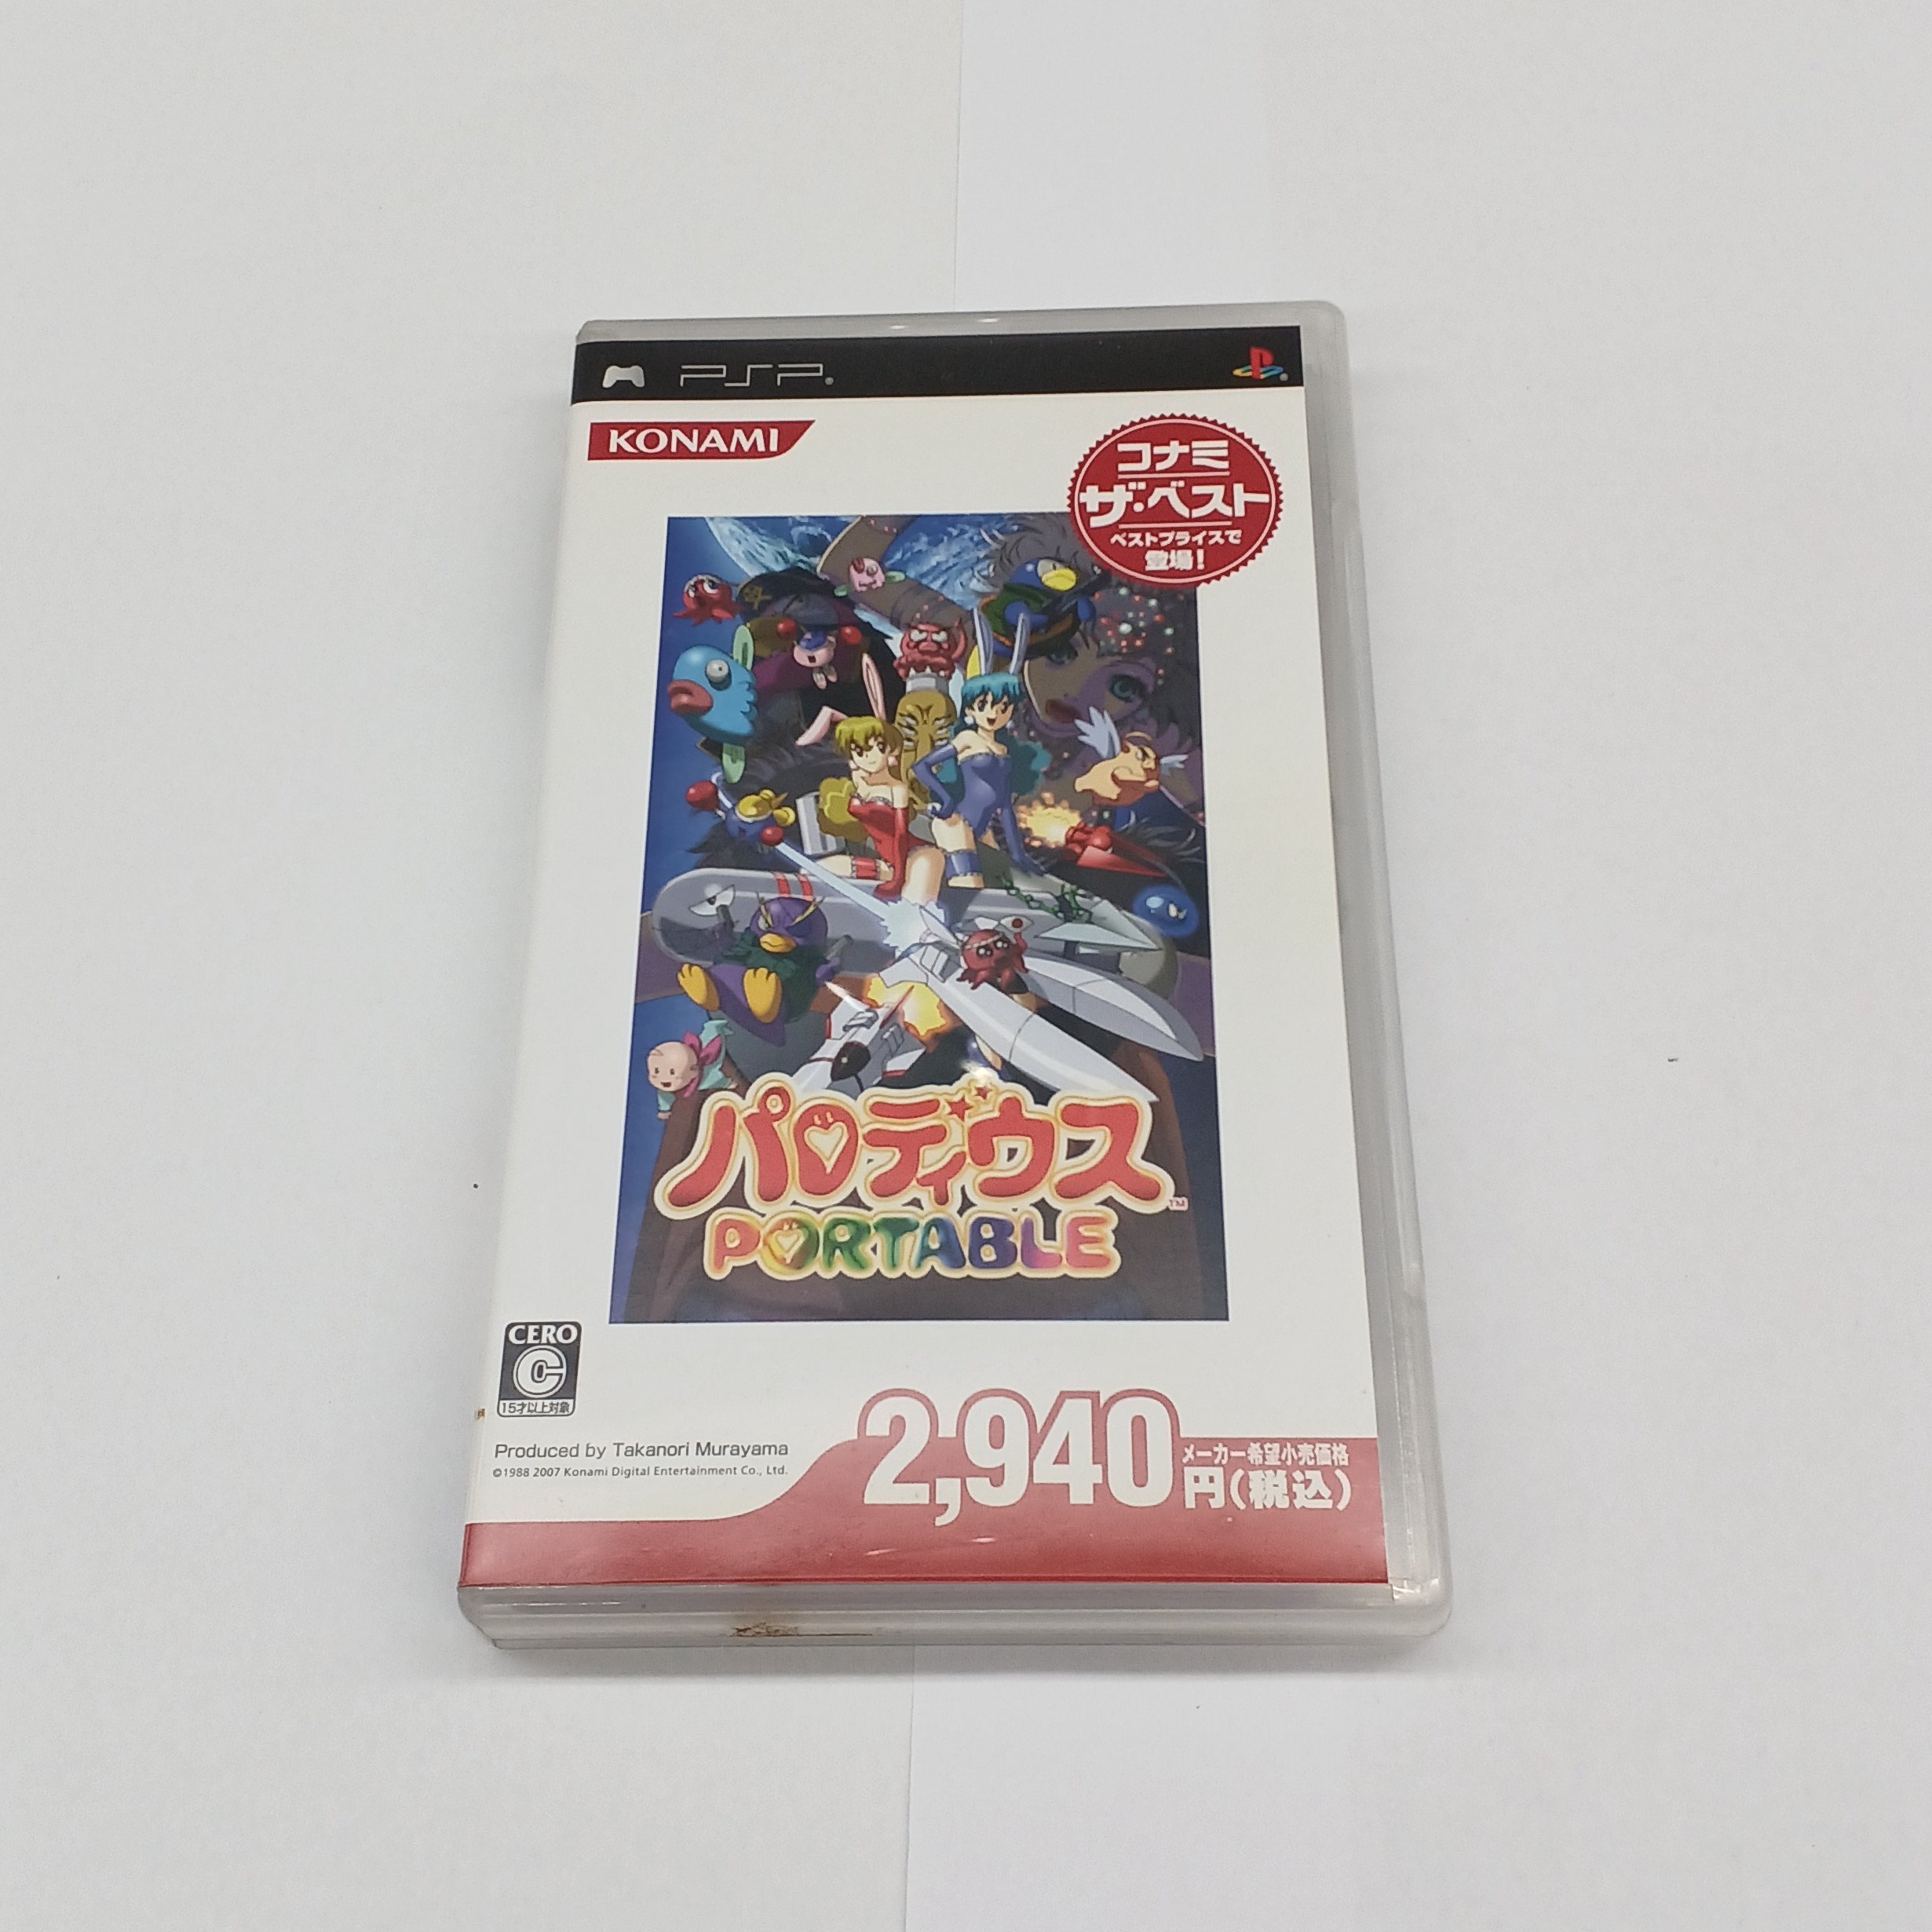 PSP®
KONAMI
コナミ
ザ・ベスト
ベストプライスで
登場!
パロディウス™
PORTABLE
CERO
C
15才以上対象
Produced by Takanori Murayama
©1988 2007 Konami Digital Entertainment Co., Ltd.
2,940
メーカー希望小売価格
円(税込)